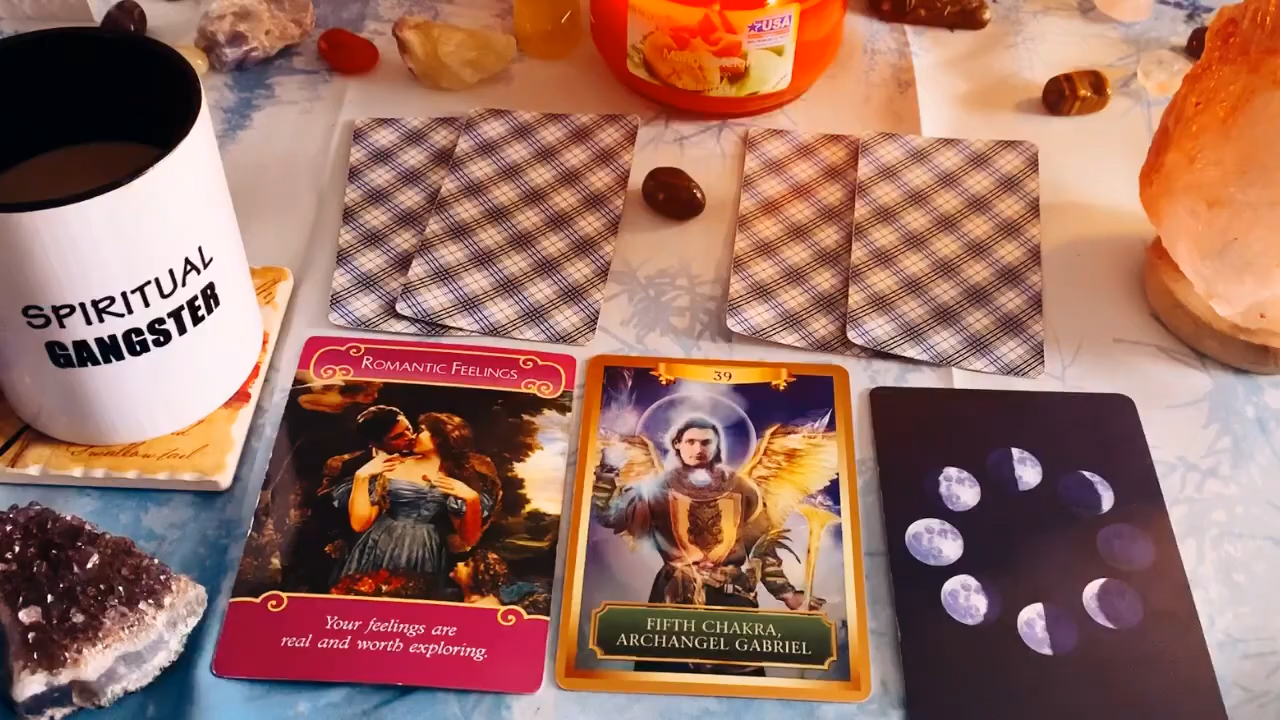 USA
SPIRITUAL
GANGSTER
ROMANTIC FEELINGS
Your feelings are
real and worth exploring.
39
FIFTH CHAKRA,
ARCHANGEL GABRIEL